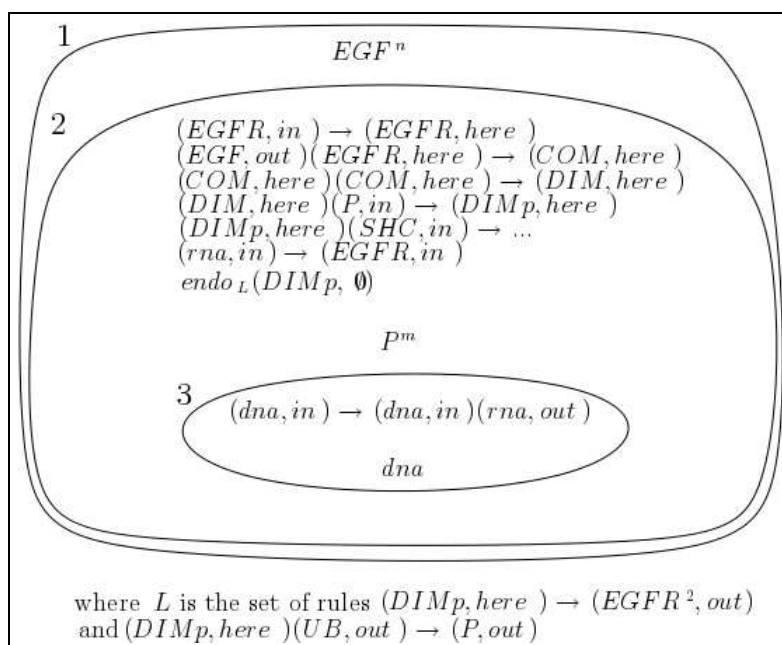 1
EGFⁿ
2
(EGFR, in ) → (EGFR, here )
(EGF, out )(EGFR, here ) → (COM, here )
(COM, here )(COM, here ) → (DIM, here )
(DIM, here )(P, in ) → (DIMp, here )
(DIMp, here )(SHC, in ) → ...
(rna, in ) → (EGFR, in )
endo L (DIMp, ∅)
Pᵐ
3
(dna, in ) → (dna, in )(rna, out )
dna
where L is the set of rules (DIMp, here ) → (EGFR ², out)
and (DIMp, here )(UB, out ) → (P, out )